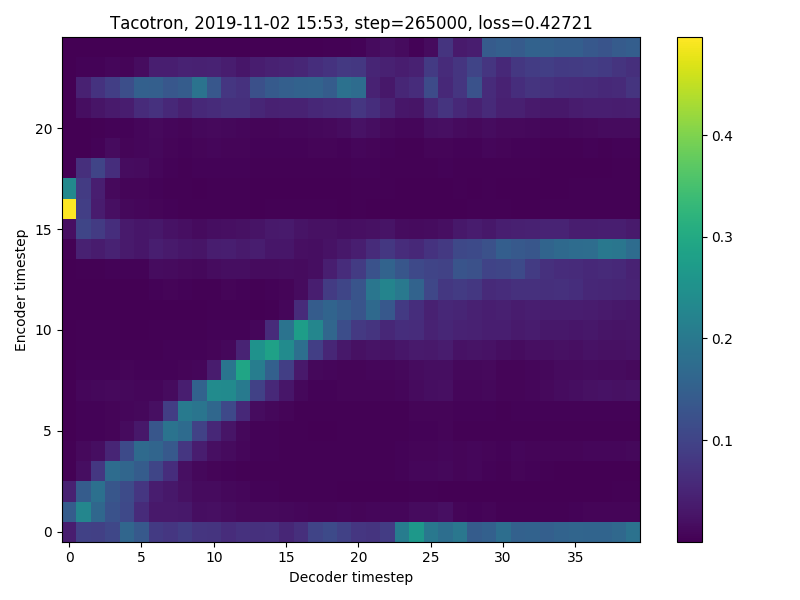 Tacotron, 2019-11-02 15:53, step=265000, loss=0.42721
Encoder timestep
20
15
10
5
0
0 5 10 15 20 25 30 35
Decoder timestep
0.4
0.3
0.2
0.1